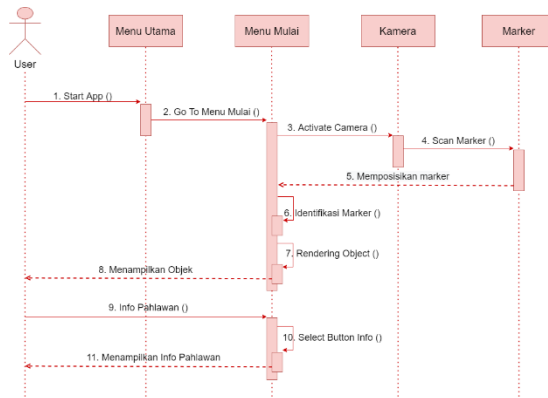 Menu Utama
Menu Mulai
Kamera
Marker
User
1. Start App ()
2. Go To Menu Mulai ()
3. Activate Camera ()
4. Scan Marker ()
5. Memposisikan marker
6. Identifikasi Marker ()
7. Rendering Object ()
8. Menampilkan Objek
9. Info Pahlawan ()
10. Select Button Info ()
11. Menampilkan Info Pahlawan